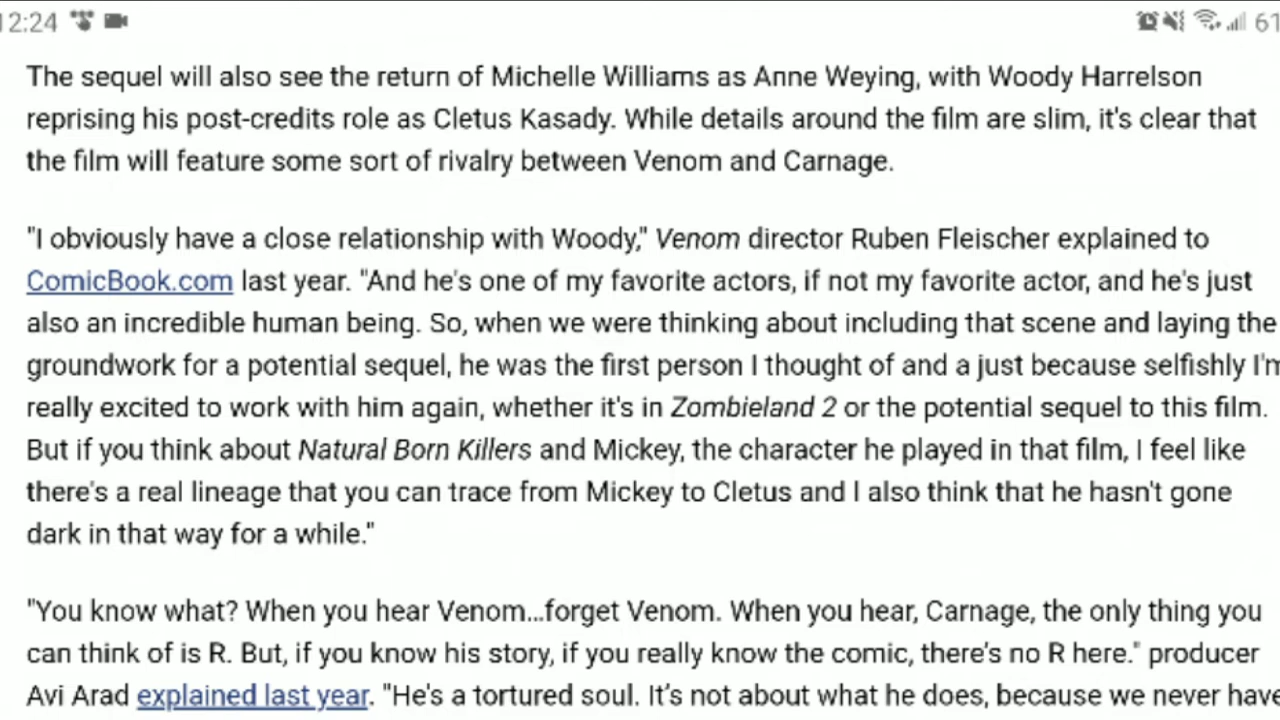 12:24 61
The sequel will also see the return of Michelle Williams as Anne Weying, with Woody Harrelson
reprising his post-credits role as Cletus Kasady. While details around the film are slim, it's clear that
the film will feature some sort of rivalry between Venom and Carnage.
"I obviously have a close relationship with Woody," Venom director Ruben Fleischer explained to
ComicBook.com last year. "And he's one of my favorite actors, if not my favorite actor, and he's just
also an incredible human being. So, when we were thinking about including that scene and laying the
groundwork for a potential sequel, he was the first person I thought of and a just because selfishly I'm
really excited to work with him again, whether it's in Zombieland 2 or the potential sequel to this film.
But if you think about Natural Born Killers and Mickey, the character he played in that film, I feel like
there's a real lineage that you can trace from Mickey to Cletus and I also think that he hasn't gone
dark in that way for a while."
"You know what? When you hear Venom...forget Venom. When you hear, Carnage, the only thing you
can think of is R. But, if you know his story, if you really know the comic, there's no R here." producer
Avi Arad explained last year. "He's a tortured soul. It's not about what he does, because we never have